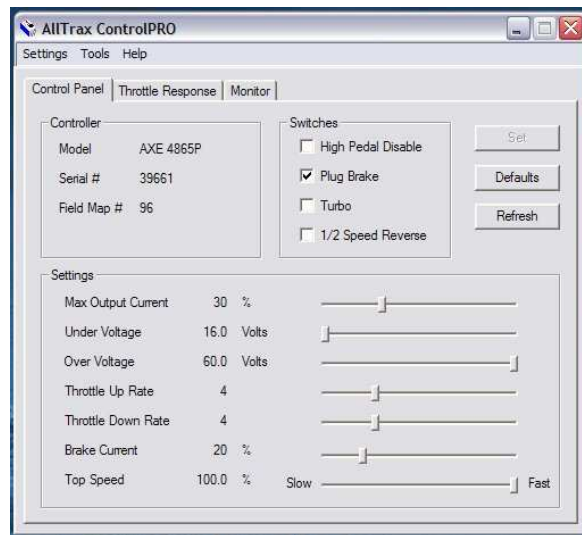 AllTrax ControlPRO
Settings Tools Help
Control Panel Throttle Response Monitor
Controller
Model AXE 4865P
Serial # 39661
Field Map # 96
Switches
High Pedal Disable
Plug Brake
Turbo
1/2 Speed Reverse
Set
Defaults
Refresh
Settings
Max Output Current 30 %
Under Voltage 16.0 Volts
Over Voltage 60.0 Volts
Throttle Up Rate 4
Throttle Down Rate 4
Brake Current 20 %
Top Speed 100.0 % Slow Fast